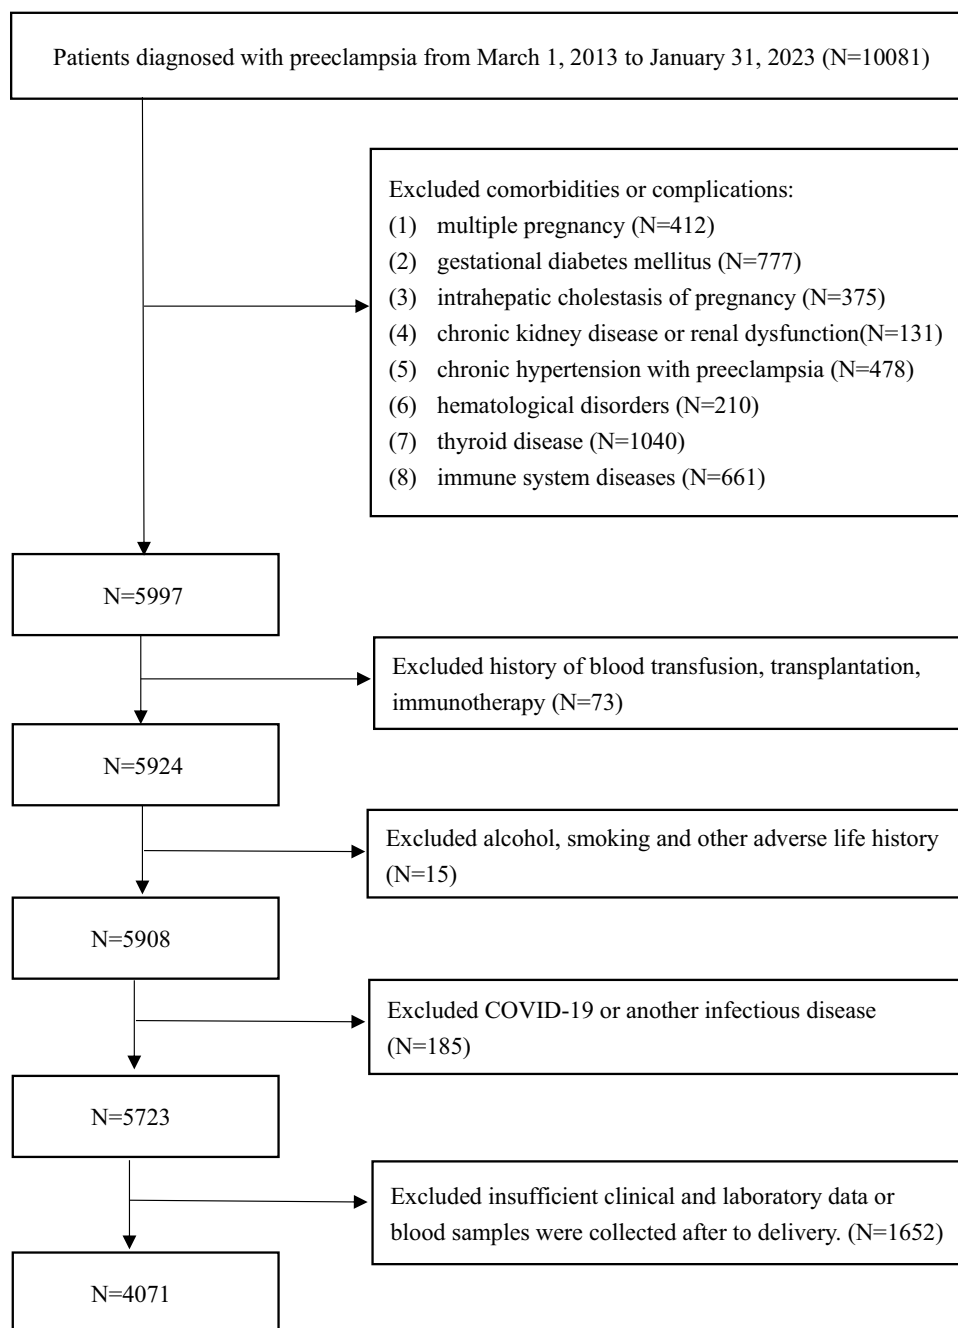 Patients diagnosed with preeclampsia from March 1, 2013 to January 31, 2023 (N=10081)
Excluded comorbidities or complications:
(1) multiple pregnancy (N=412)
(2) gestational diabetes mellitus (N=777)
(3) intrahepatic cholestasis of pregnancy (N=375)
(4) chronic kidney disease or renal dysfunction(N=131)
(5) chronic hypertension with preeclampsia (N=478)
(6) hematological disorders (N=210)
(7) thyroid disease (N=1040)
(8) immune system diseases (N=661)
N=5997
Excluded history of blood transfusion, transplantation,
immunotherapy (N=73)
N=5924
Excluded alcohol, smoking and other adverse life history
(N=15)
N=5908
Excluded COVID-19 or another infectious disease
(N=185)
N=5723
Excluded insufficient clinical and laboratory data or
blood samples were collected after to delivery. (N=1652)
N=4071